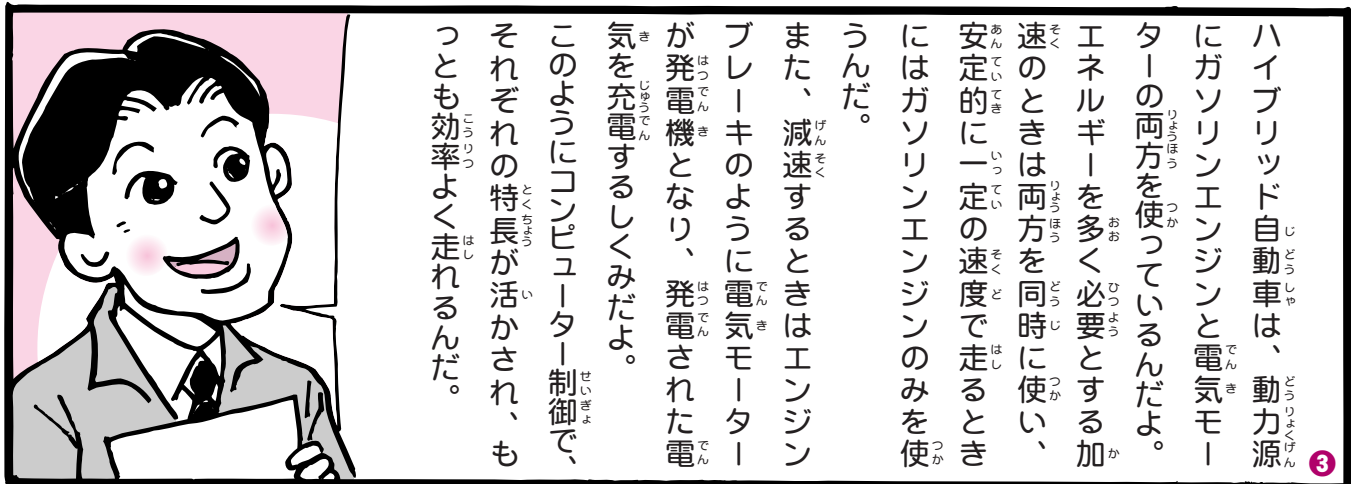 ハイブリッド自動車は、動力源
にガソリンエンジンと電気モー
ターの両方を使っているんだよ。
エネルギーを多く必要とする加
速のときは両方を同時に使い、
安定的に一定の速度で走るとき
にはガソリンエンジンのみを使
うんだ。
また、減速するときはエンジン
ブレーキのように電気モーター
が発電機となり、発電された電
気を充電するしくみだよ。
このようにコンピューター制御で、
それぞれの特長が活かされ、も
っとも効率よく走れるんだ。
3